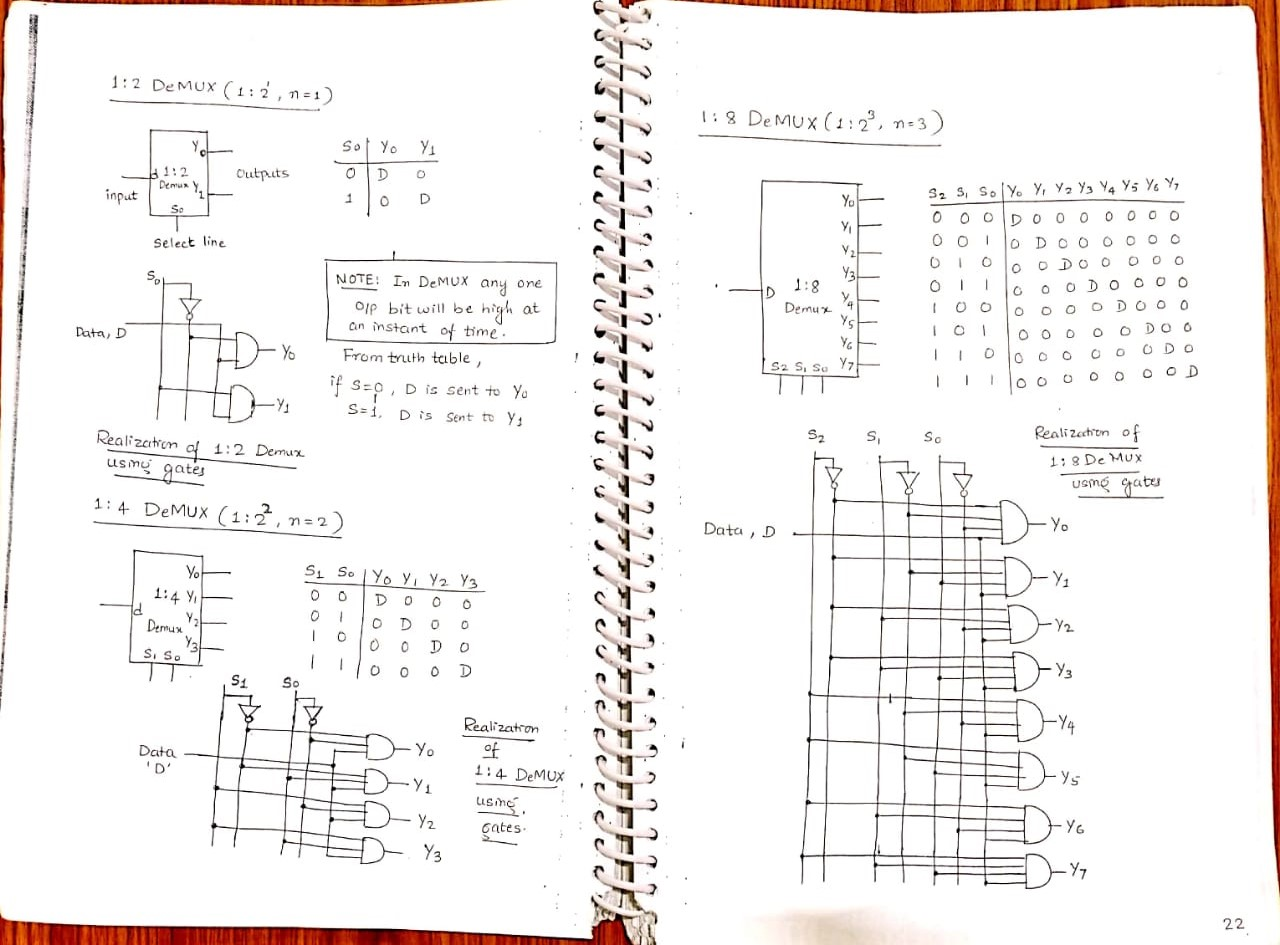 1:2 DeMUX (1:2¹, n=1)
Y₀
d 1:2
Demux Y₁
S₀
input
Outputs
Select line
S₀ Y₀ Y₁
0 D 0
1 0 D
S₀
Data, D
Y₀
Y₁
NOTE: In DeMUX any one
O/P bit will be high at
an instant of time.
From truth table,
if S=0, D is sent to Y₀
S=1, D is sent to Y₁
Realization of 1:2 Demux
using gates
1:4 DeMUX (1:2², n=2)
Y₀
1:4 Y₁
d
Y₂
Demux
Y₃
S₁ S₀
S₁ S₀ Y₀ Y₁ Y₂ Y₃
0 0 D 0 0 0
0 1 0 D 0 0
1 0 0 0 D 0
1 1 0 0 0 D
S₁ S₀
Data
'D'
Y₀
Y₁
Y₂
Y₃
Realization
of
1:4 DeMUX
using
gates.
1:8 DeMUX (1:2³, n=3)
Y₀
Y₁
Y₂
Y₃
D 1:8
Demux
Y₄
Y₅
Y₆
Y₇
S₂ S₁ S₀
S₂ S₁ S₀ Y₀ Y₁ Y₂ Y₃ Y₄ Y₅ Y₆ Y₇
0 0 0 D 0 0 0 0 0 0 0
0 0 1 0 D 0 0 0 0 0 0
0 1 0 0 0 D 0 0 0 0 0
0 1 1 0 0 0 D 0 0 0 0
1 0 0 0 0 0 0 D 0 0 0
1 0 1 0 0 0 0 0 D 0 0
1 1 0 0 0 0 0 0 0 D 0
1 1 1 0 0 0 0 0 0 0 D
S₂ S₁ S₀
Realization of
1:8 DeMUX
using gates
Data, D
Y₀
Y₁
Y₂
Y₃
Y₄
Y₅
Y₆
Y₇
22